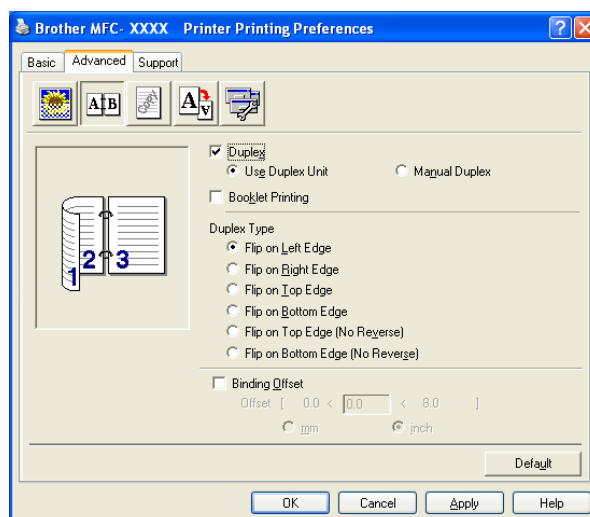 Brother MFC- XXXX Printer Printing Preferences
Basic Advanced Support
A B A A
Duplex
Use Duplex Unit Manual Duplex
Booklet Printing
1 2 3
Duplex Type
Flip on Left Edge
Flip on Right Edge
Flip on Top Edge
Flip on Bottom Edge
Flip on Top Edge (No Reverse)
Flip on Bottom Edge (No Reverse)
Binding Offset
Offset [ 0.0 < 0.0 < 8.0 ]
mm inch
Default
OK Cancel Apply Help